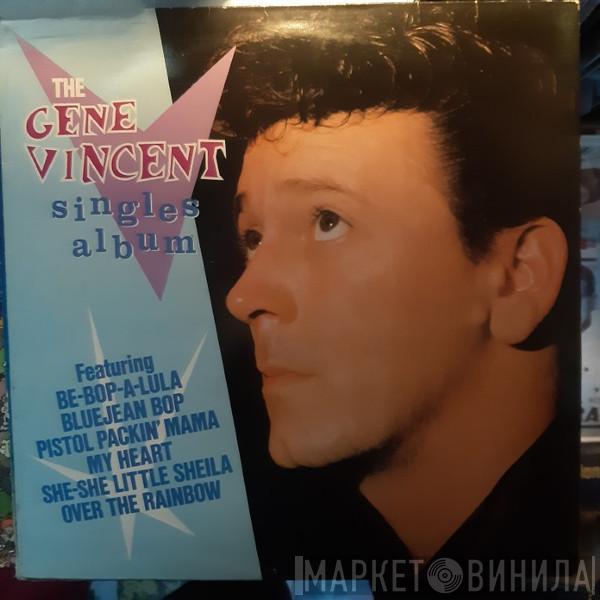 THE
GENE
VINCENT
singles
album
Featuring
BE-BOP-A-LULA
BLUEJEAN BOP
PISTOL PACKIN' MAMA
MY HEART
SHE-SHE LITTLE SHEILA
OVER THE RAINBOW
МАРКЕТ ВИНИЛА